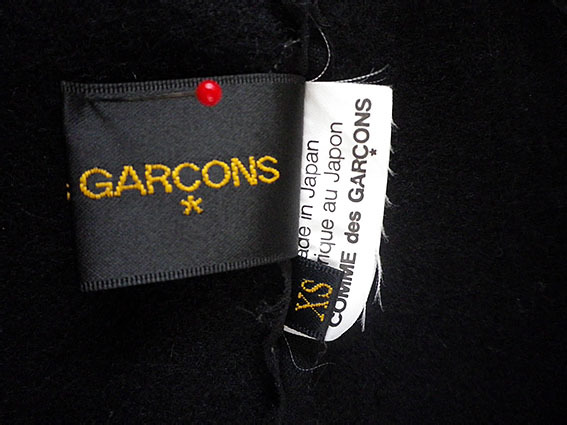 GARCONS
*
ade in Japan
rique au Japon
COMME des GARÇONS
*
XS